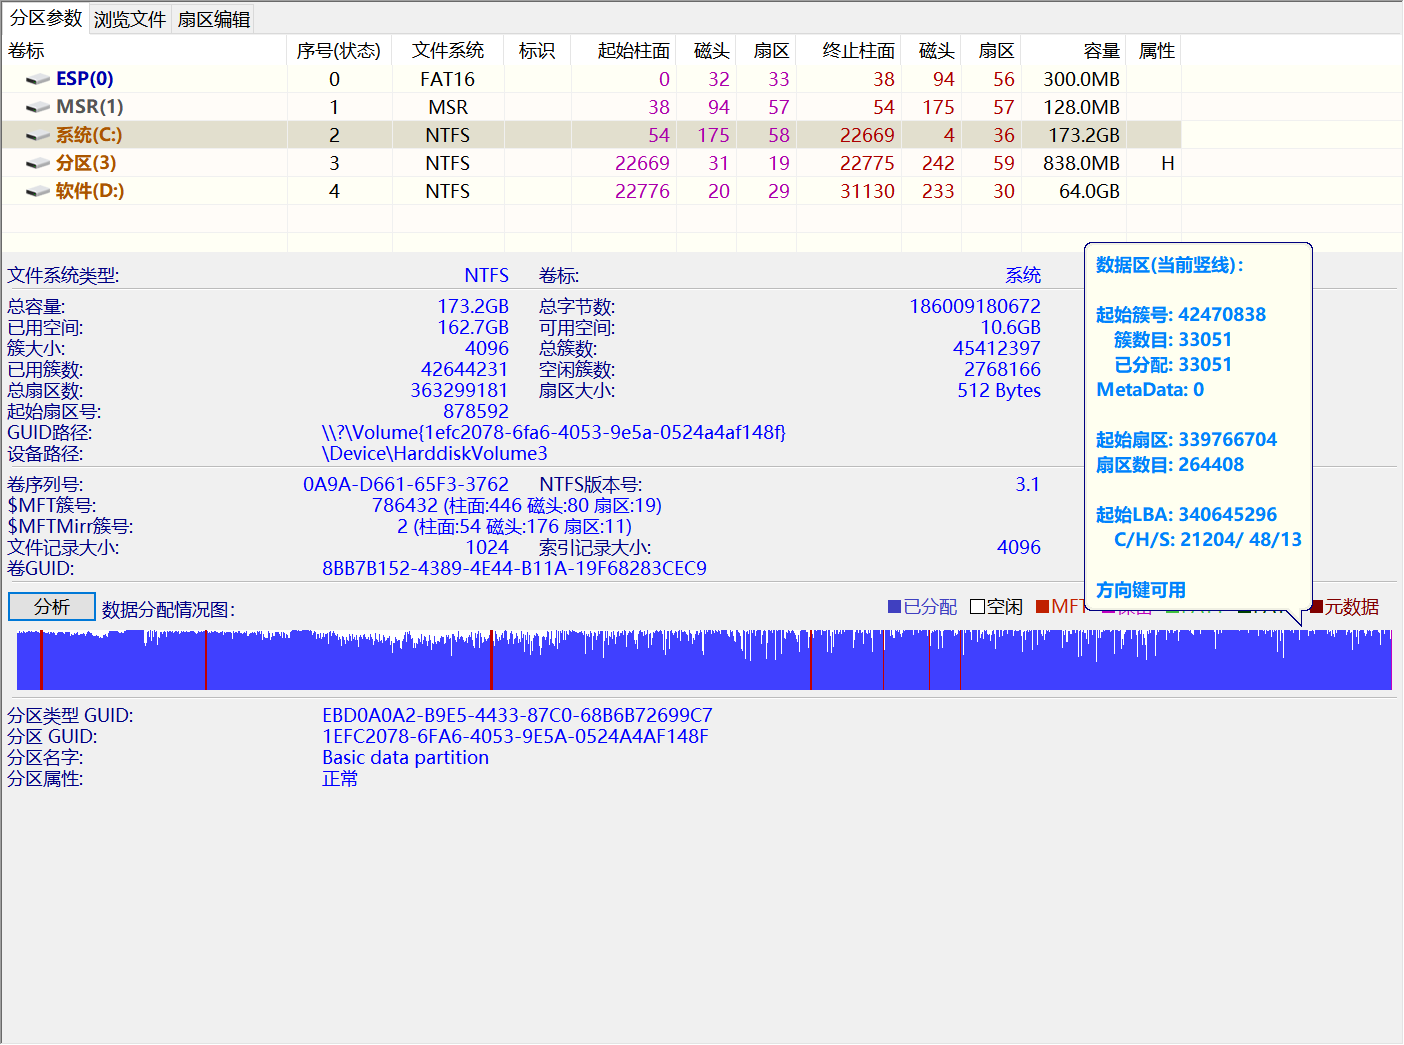 分区参数 浏览文件 扇区编辑
卷标 序号(状态) 文件系统 标识 起始柱面 磁头 扇区 终止柱面 磁头 扇区 容量 属性
ESP(0) 0 FAT16 0 32 33 38 94 56 300.0MB
MSR(1) 1 MSR 38 94 57 54 175 57 128.0MB
系统(C:) 2 NTFS 54 175 58 22669 4 36 173.2GB
分区(3) 3 NTFS 22669 31 19 22775 242 59 838.0MB H
软件(D:) 4 NTFS 22776 20 29 31130 233 30 64.0GB
文件系统类型: NTFS 卷标: 系统
总容量: 173.2GB 总字节数: 186009180672
已用空间: 162.7GB 可用空间: 10.6GB
簇大小: 4096 总簇数: 45412397
已用簇数: 42644231 空闲簇数: 2768166
总扇区数: 363299181 扇区大小: 512 Bytes
起始扇区号: 878592
GUID路径: \\?\Volume{1efc2078-6fa6-4053-9e5a-0524a4af148f}
设备路径: \Device\HarddiskVolume3
卷序列号: 0A9A-D661-65F3-3762 NTFS版本号: 3.1
$MFT簇号: 786432 (柱面:446 磁头:80 扇区:19)
$MFTMirr簇号: 2 (柱面:54 磁头:176 扇区:11)
文件记录大小: 1024 索引记录大小: 4096
卷GUID: 8BB7B152-4389-4E44-B11A-19F68283CEC9
数据区(当前竖线):
起始簇号: 42470838
簇数目: 33051
已分配: 33051
MetaData: 0
起始扇区: 339766704
扇区数目: 264408
起始LBA: 340645296
C/H/S: 21204/ 48/13
方向键可用
分析 数据分配情况图: 已分配 空闲 MFT 元数据
分区类型 GUID: EBD0A0A2-B9E5-4433-87C0-68B6B72699C7
分区 GUID: 1EFC2078-6FA6-4053-9E5A-0524A4AF148F
分区名字: Basic data partition
分区属性: 正常